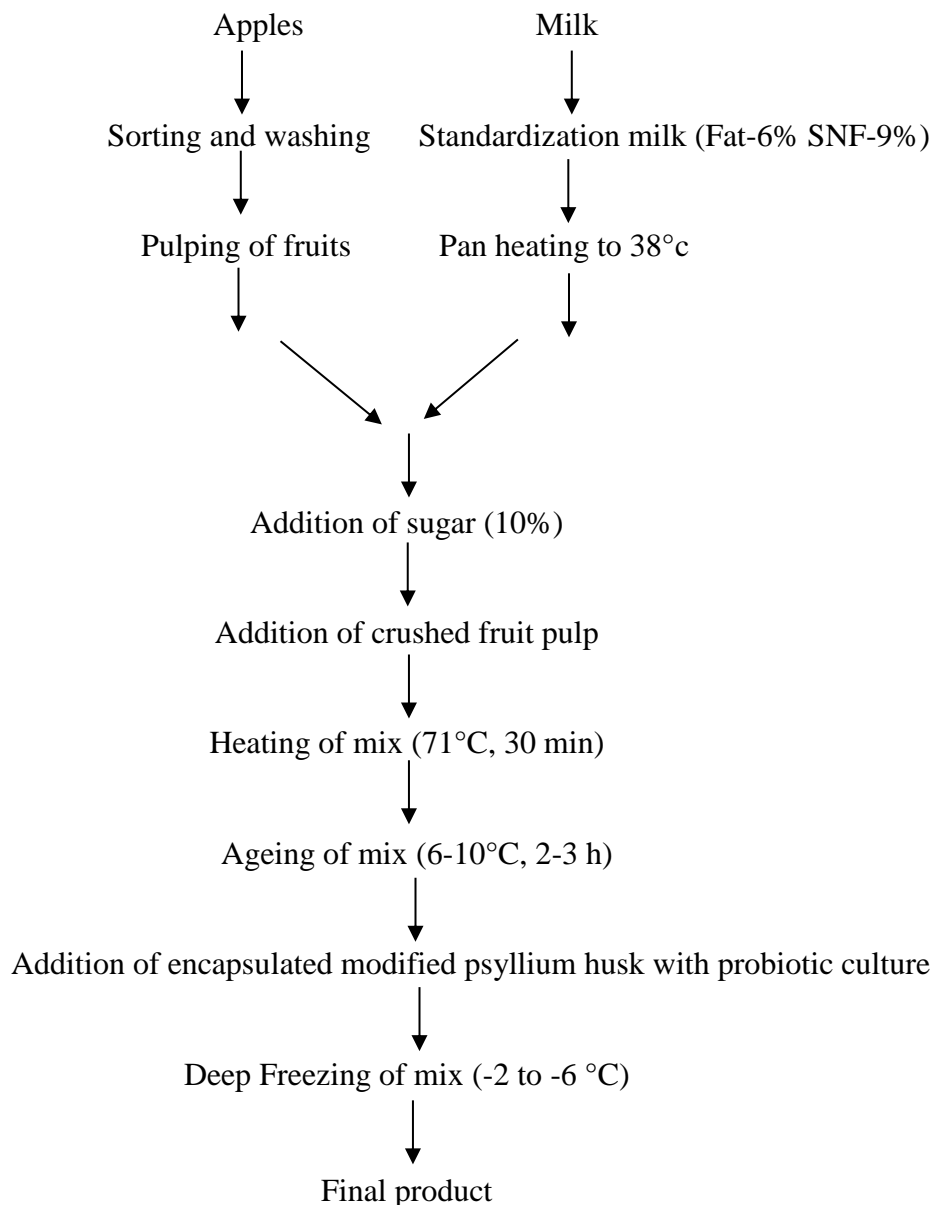 Apples
Milk
Sorting and washing
Standardization milk (Fat-6% SNF-9%)
Pulping of fruits
Pan heating to 38°c
Addition of sugar (10%)
Addition of crushed fruit pulp
Heating of mix (71°C, 30 min)
Ageing of mix (6-10°C, 2-3 h)
Addition of encapsulated modified psyllium husk with probiotic culture
Deep Freezing of mix (-2 to -6 °C)
Final product